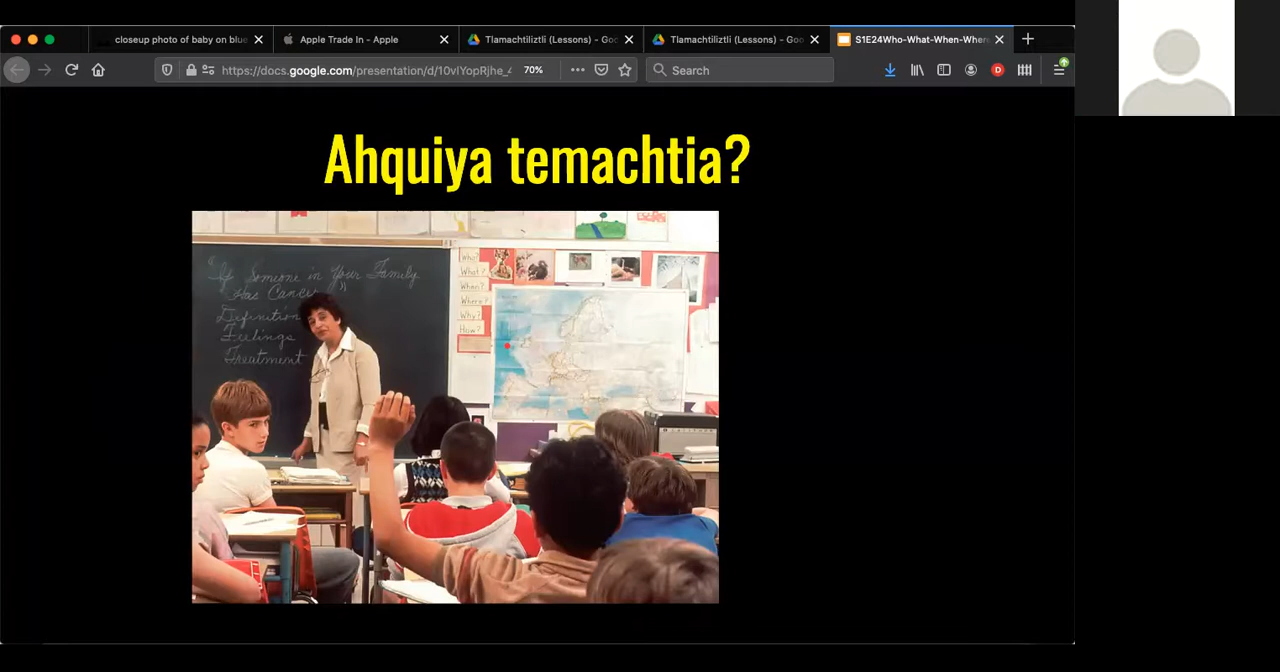 closeup photo of baby on blue
Apple Trade In - Apple
Tlamachtiliztli (Lessons) - Goo
Tlamachtiliztli (Lessons) - Goo
S1E24Who-What-When-Where
https://docs.google.com/presentation/d/10vlYopRjhe_
70%
Search
D
Ahquiya temachtia?
"If Someone in Your Family
Has Cancer"
Definition
Feelings
Treatment
Who?
What?
When?
Where?
Why?
How?